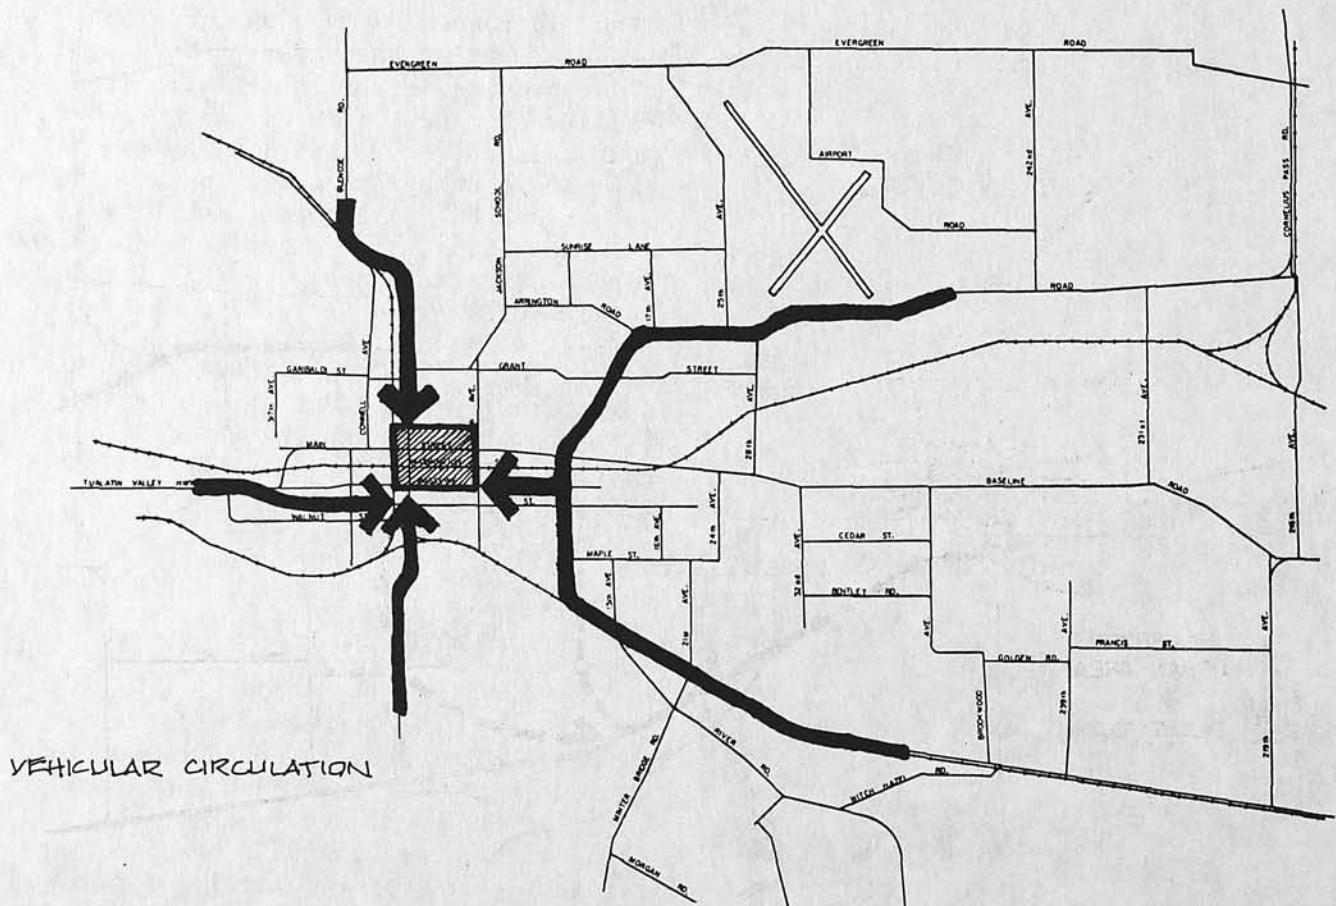 EVERGREEN ROAD
EVERGREEN ROAD
GLENCOE RD.
JACKSON SCHOOL RD.
AIRPORT
ROAD
242nd AVE.
CORNELIUS PASS RD.
SUNRISE LANE
ARRINGTON ROAD
17th AVE
25th AVE.
ROAD
GARIBALDI ST
317th AVE
CONNELL AVE
GRANT STREET
AVE.
28th AVE.
231st AVE.
MAIN
TUALATIN VALLEY HWY
WALNUT ST
ST.
BASELINE ROAD
AVE.
24th AVE.
MAPLE ST.
13th AVE
21st AVE.
32nd AVE.
CEDAR ST.
BENTLEY RD.
AVE
BROOKWOOD
GOLDEN RD.
239th AVE.
FRANCIS ST.
219th AVE.
MINTER BRIDGE RD.
RIVER RD.
WITCH HAZEL RD.
MORGAN RD.
VEHICULAR CIRCULATION